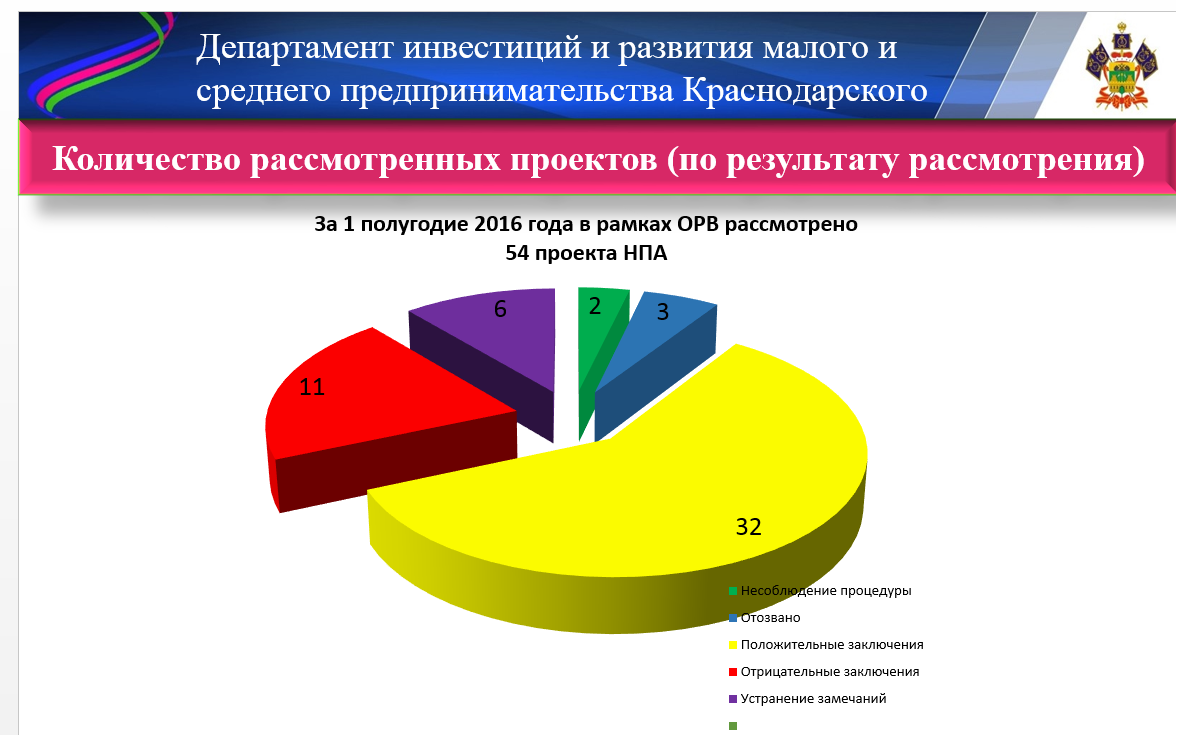 Департамент инвестиций и развития малого и
среднего предпринимательства Краснодарского
Количество рассмотренных проектов (по результату рассмотрения)
За 1 полугодие 2016 года в рамках ОРВ рассмотрено
54 проекта НПА
6
2
3
11
32
Несоблюдение процедуры
Отозвано
Положительные заключения
Отрицательные заключения
Устранение замечаний